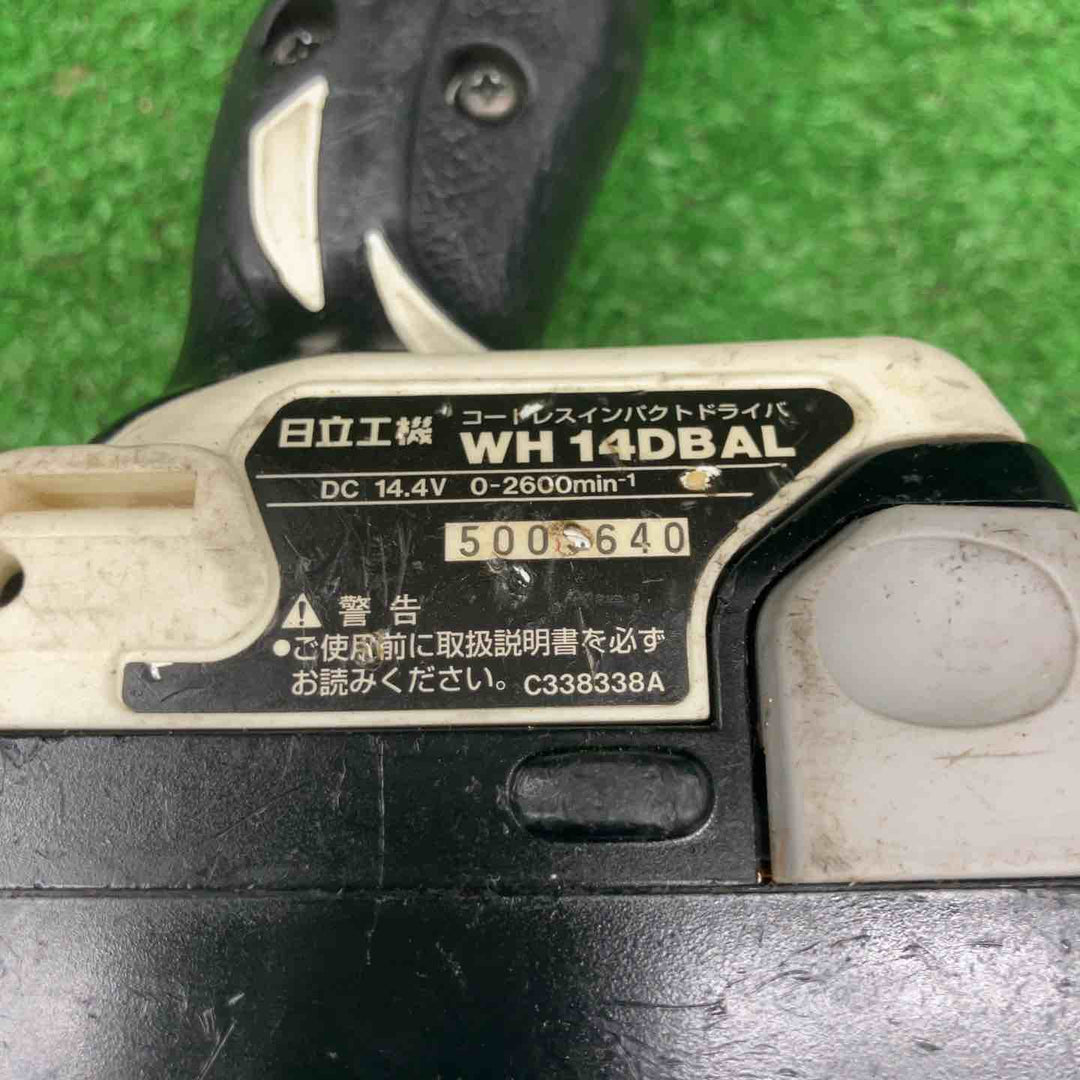 日立工機 コードレスインパクトドライバ
WH 14DBAL
DC 14.4V 0-2600min⁻¹
警告
●ご使用前に取扱説明書を必ず
お読みください。 C338338A